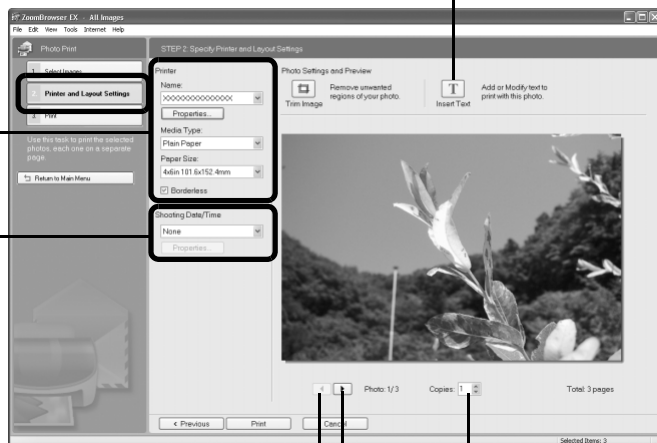 ZoomBrowser EX - All Images
File Edit View Tools Internet Help
Photo Print
STEP 2: Specify Printer and Layout Settings
1. Select Images
2. Printer and Layout Settings
3. Print
Use this task to print the selected
photos, each one on a separate
page.
Return to Main Menu
Printer
Name:
XXXXXXXXXXXXXX
Properties...
Media Type:
Plain Paper
Paper Size:
4x6in 101.6x152.4mm
Borderless
Shooting Date/Time
None
Properties...
Photo Settings and Preview
Trim Image
Remove unwanted
regions of your photo.
T
Insert Text
Add or Modify text to
print with this photo.
Photo: 1/3
Copies: 1
Total: 3 pages
< Previous
Print
Cancel
Selected Items: 3